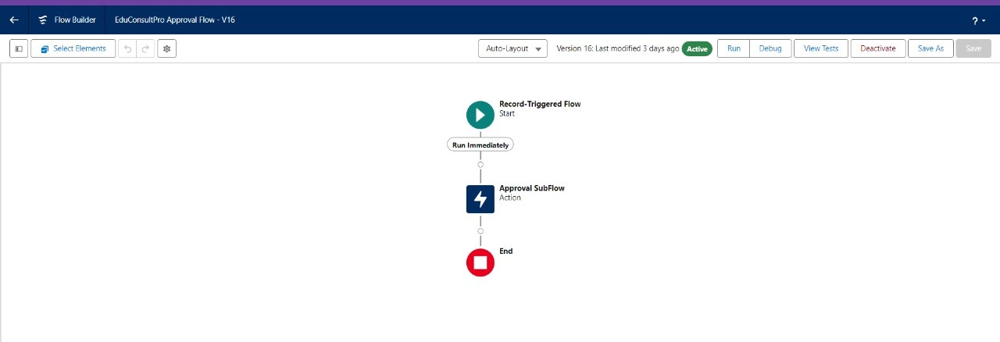 Flow Builder EduConsultPro Approval Flow - V16 ?
Select Elements Auto-Layout Version 16: Last modified 3 days ago Active Run Debug View Tests Deactivate Save As Save
Record-Triggered Flow
Start
Run Immediately
Approval SubFlow
Action
End